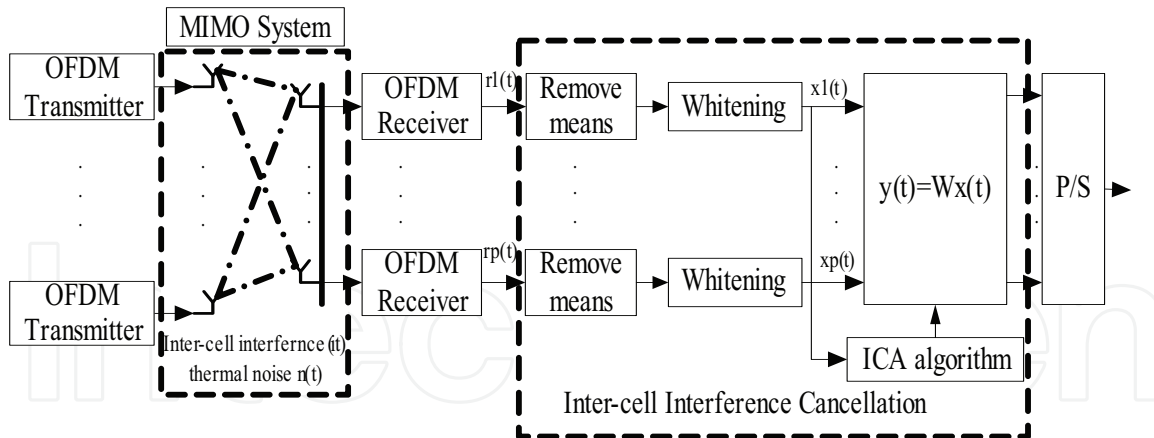 MIMO System
OFDM
Transmitter
OFDM
Receiver
r1(t)
Remove
means
Whitening
x1(t)
y(t)=Wx(t)
P/S
OFDM
Transmitter
OFDM
Receiver
rp(t)
Remove
means
Whitening
xp(t)
ICA algorithm
Inter-cell interfernce (it)
thermal noise n(t)
Inter-cell Interference Cancellation